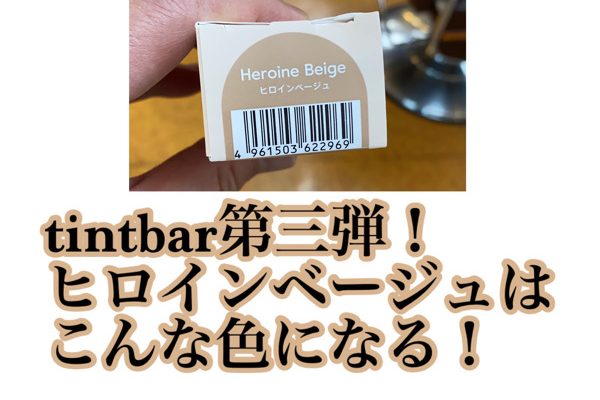 Heroine Beige
ヒロインベージュ
4 961503 622969
tintbar第三弾！
ヒロインベージュは
こんな色になる！